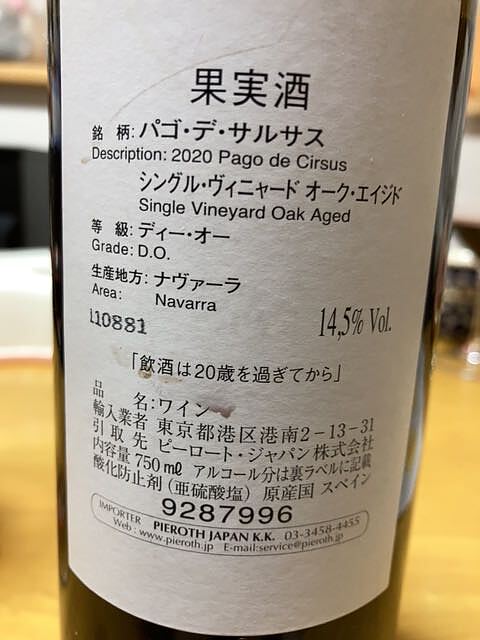 果実酒
銘 柄: パゴ・デ・サルサス
Description: 2020 Pago de Cirsus
シングル・ヴィニャード オーク・エイジド
Single Vineyard Oak Aged
等 級: ディー・オー
Grade: D.O.
生産地方: ナヴァーラ
Area: Navarra
L10881
14,5% Vol.
「飲酒は20歳を過ぎてから」
品 名: ワイン
輸入業者 東京都港区港南2-13-31
引取先 ピーロート・ジャパン株式会社
内容量 750㎖ アルコール分は裏ラベルに記載
酸化防止剤(亜硫酸塩) 原産国 スペイン
9287996
IMPORTER PIEROTH JAPAN K.K. 03-3458-4455
Web : www.pieroth.jp E-mail:service@pieroth.jp